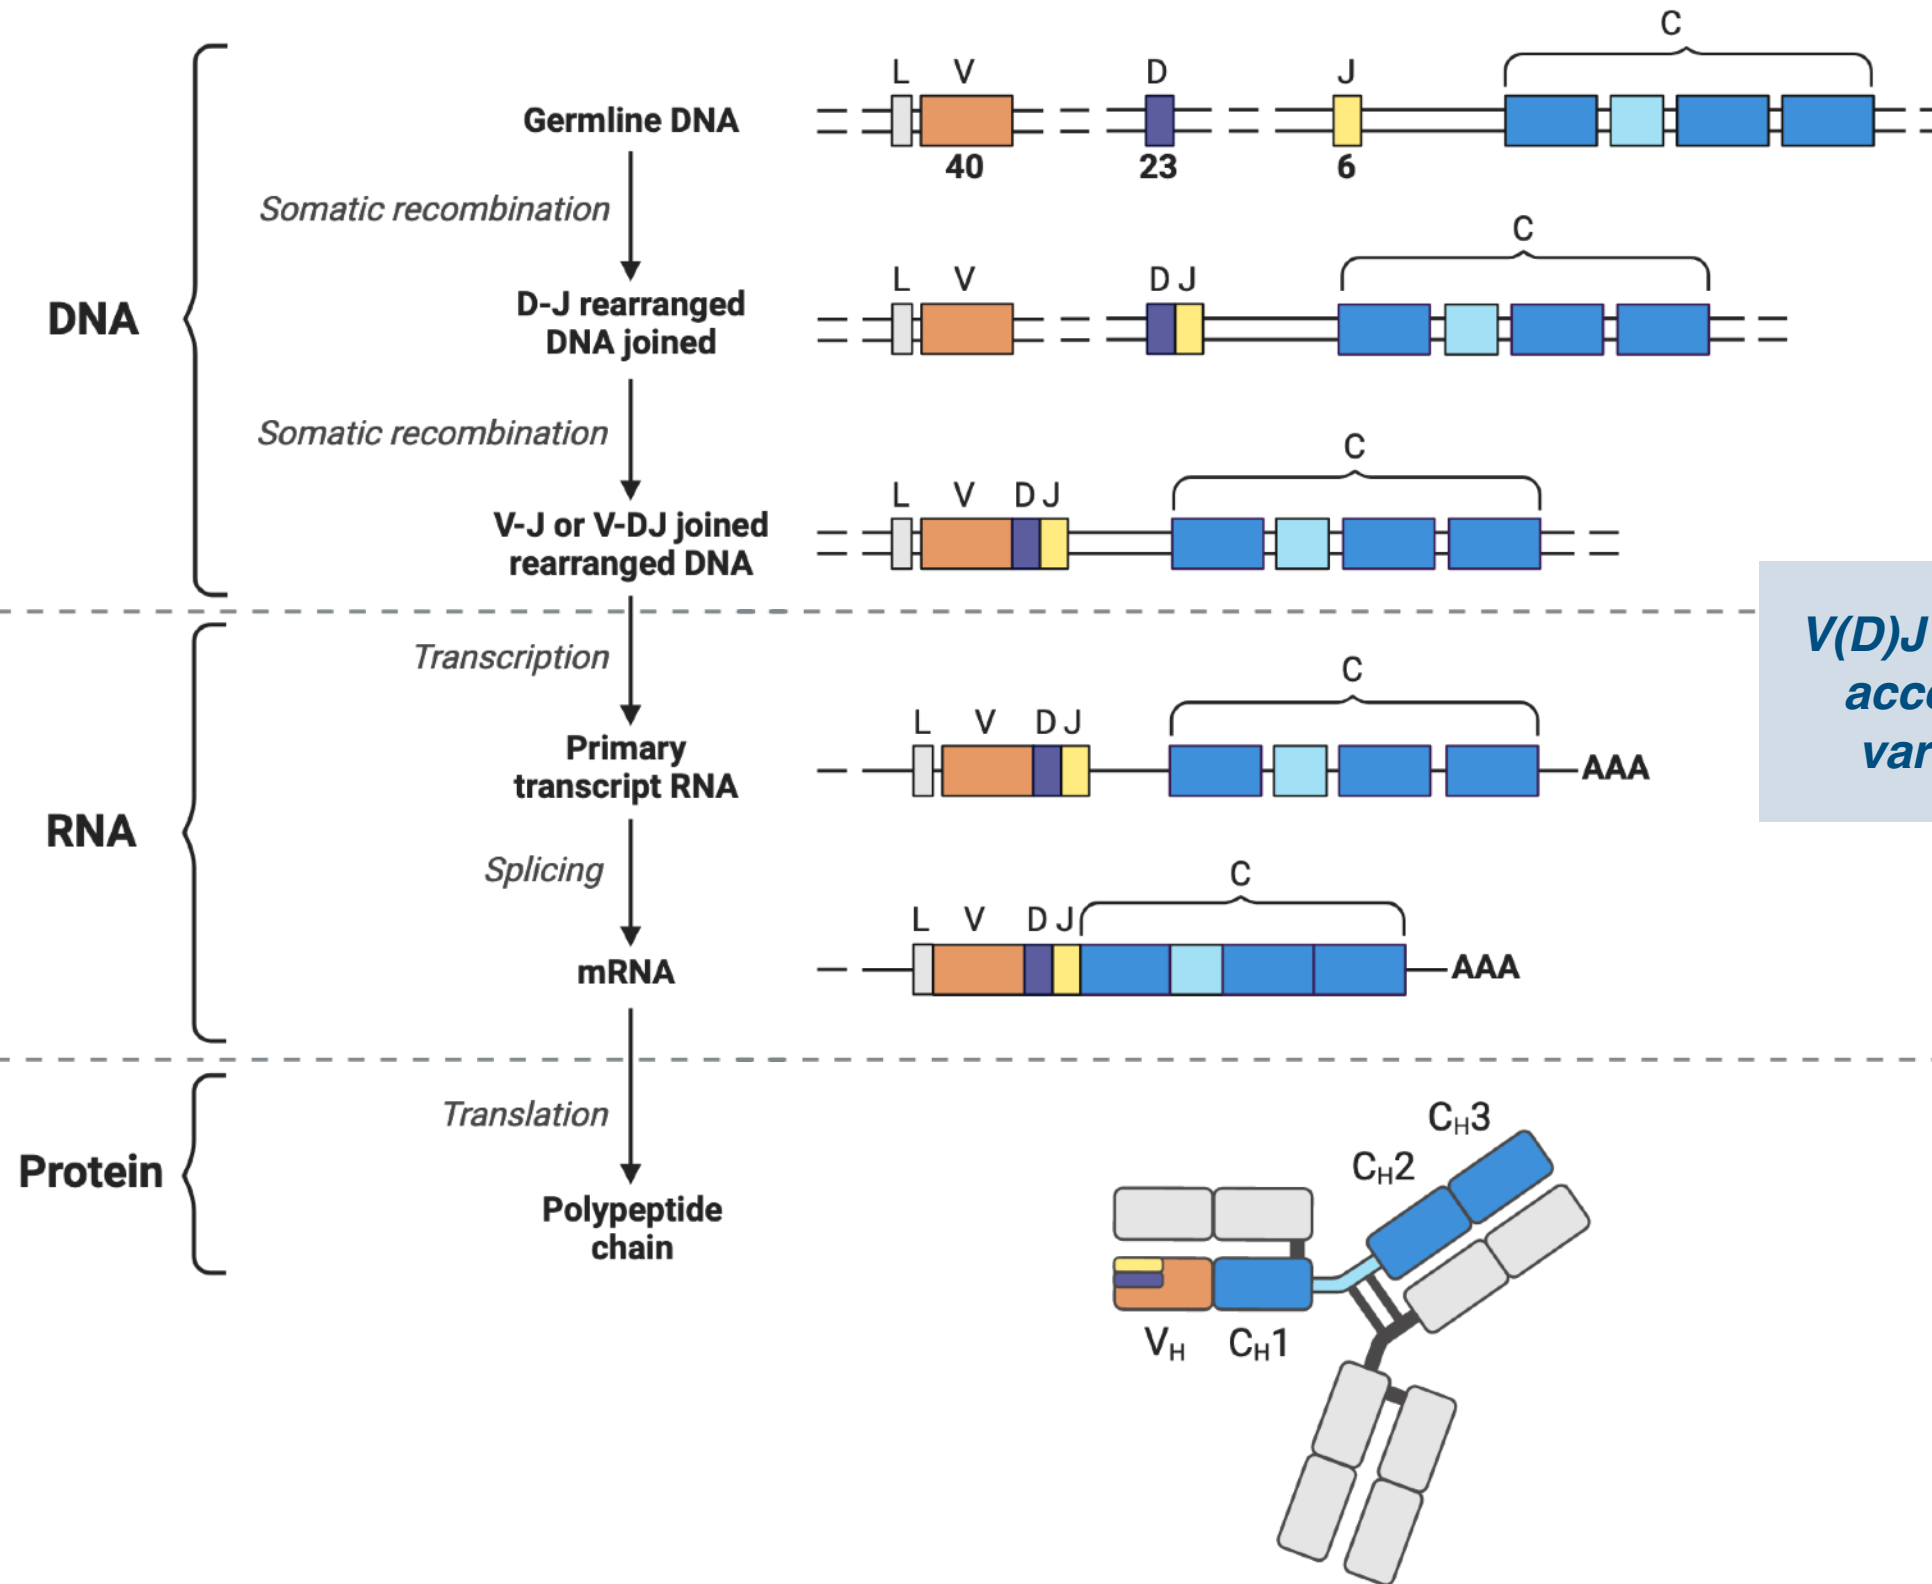 C
L V D J
Germline DNA
40 23 6
Somatic recombination
C
L V D J
D-J rearranged
DNA joined
DNA
Somatic recombination
C
L V D J
V-J or V-DJ joined
rearranged DNA
V(D)J
Transcription
C
L V D J
Primary
transcript RNA
AAA
RNA
Splicing
C
L V D J
mRNA
AAA
Translation
CH3
CH2
Protein
Polypeptide
chain
VH CH1